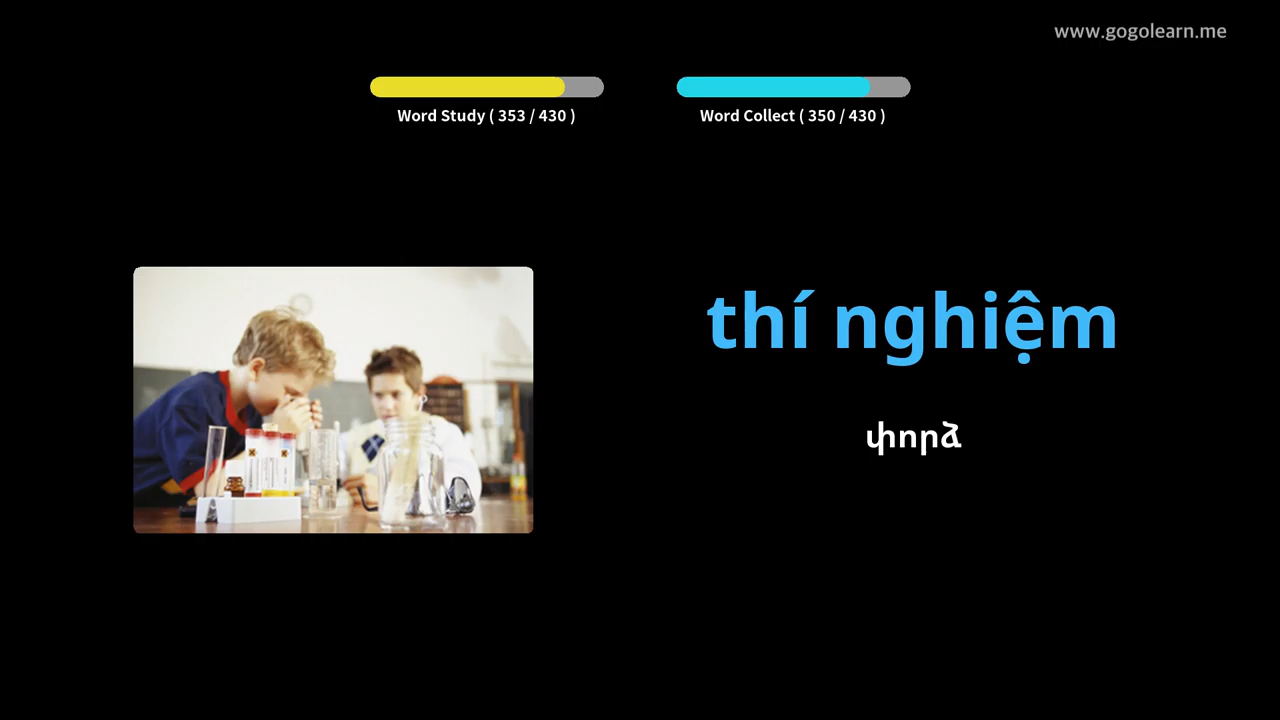 www.gogolearn.me
Word Study ( 353 / 430 )
Word Collect ( 350 / 430 )
thí nghiệm
փորձ